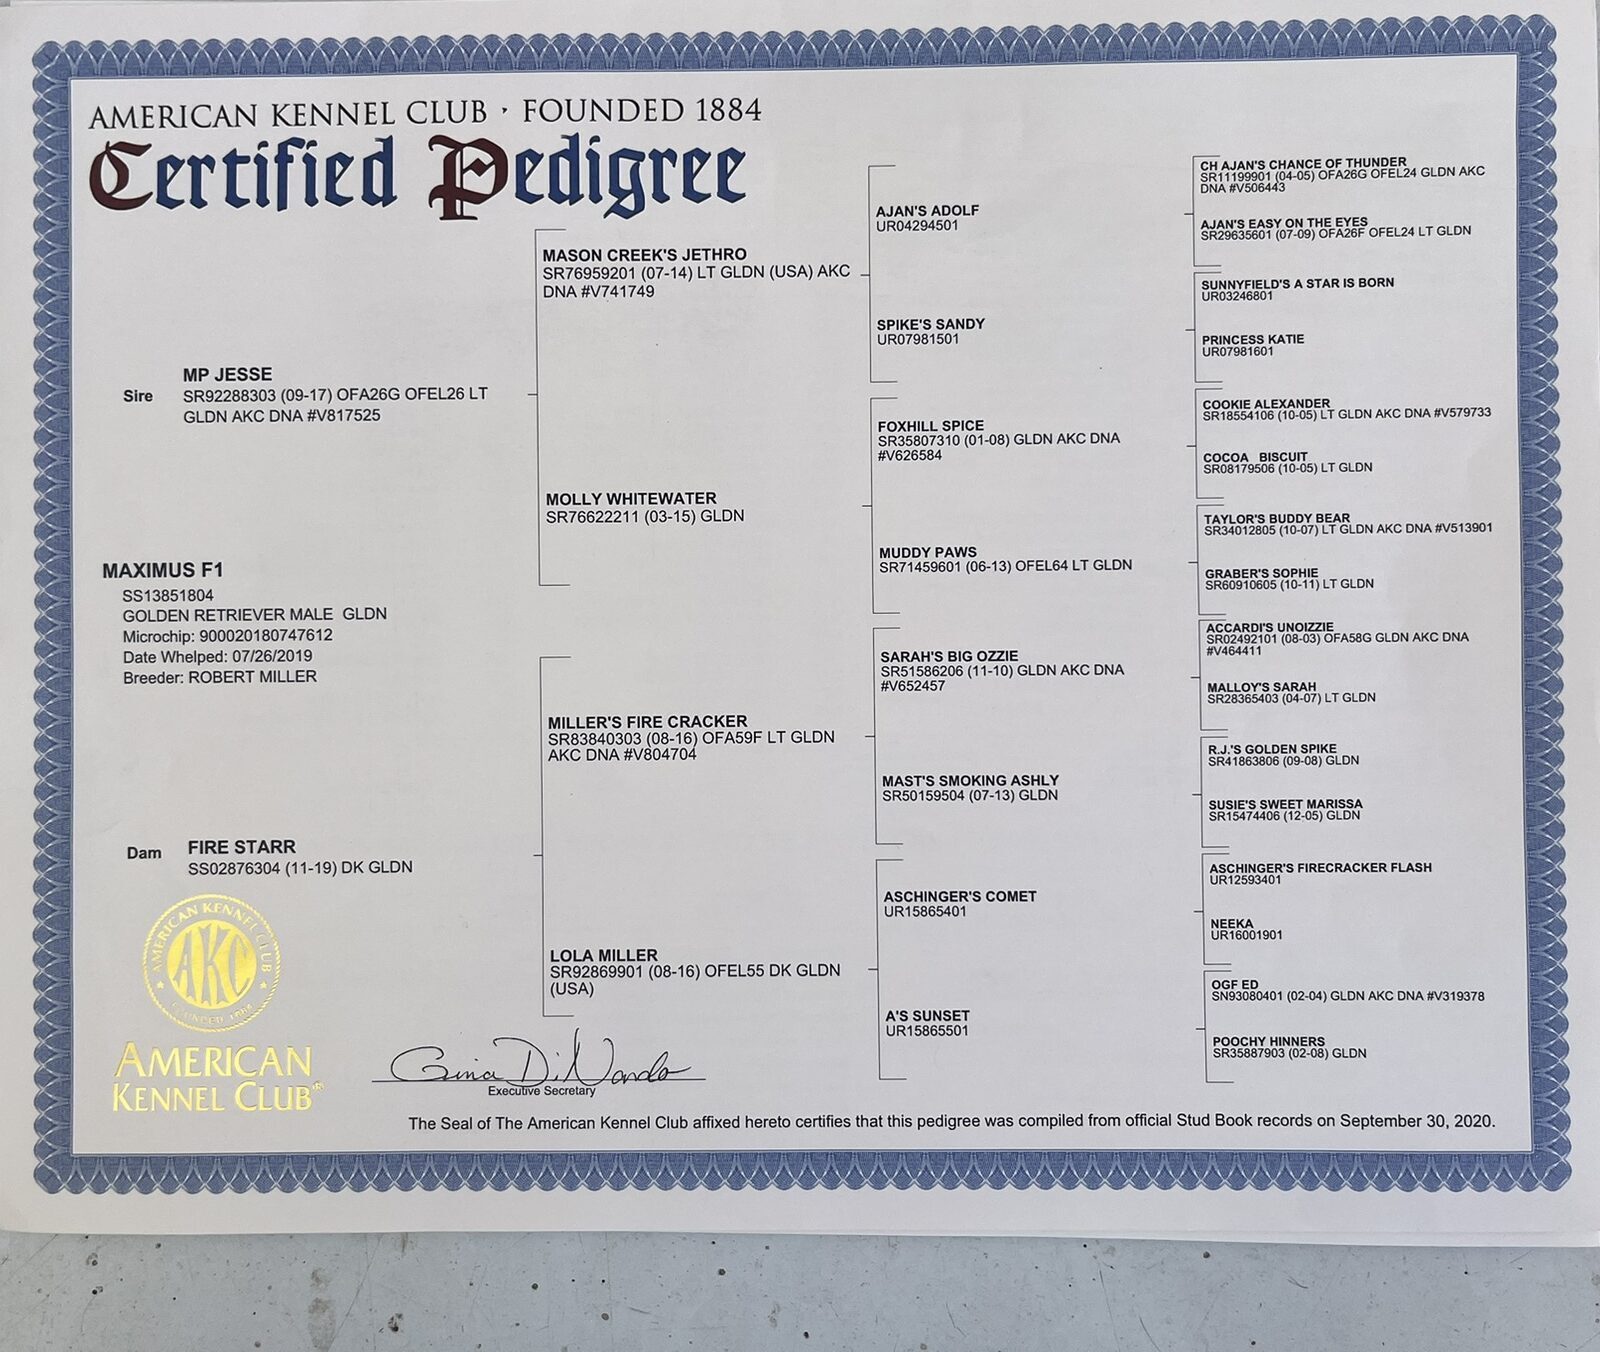 AMERICAN KENNEL CLUB · FOUNDED 1884
Certified Pedigree
MAXIMUS F1
SS13851804
GOLDEN RETRIEVER MALE GLDN
Microchip: 900020180747612
Date Whelped: 07/26/2019
Breeder: ROBERT MILLER
Sire
MP JESSE
SR92288303 (09-17) OFA26G OFEL26 LT
GLDN AKC DNA #V817525
Dam
FIRE STARR
SS02876304 (11-19) DK GLDN
MASON CREEK'S JETHRO
SR76959201 (07-14) LT GLDN (USA) AKC
DNA #V741749
MOLLY WHITEWATER
SR76622211 (03-15) GLDN
MILLER'S FIRE CRACKER
SR83840303 (08-16) OFA59F LT GLDN
AKC DNA #V804704
LOLA MILLER
SR92869901 (08-16) OFEL55 DK GLDN
(USA)
AJAN'S ADOLF
UR04294501
SPIKE'S SANDY
UR07981501
FOXHILL SPICE
SR35807310 (01-08) GLDN AKC DNA
#V626584
MUDDY PAWS
SR71459601 (06-13) OFEL64 LT GLDN
SARAH'S BIG OZZIE
SR51586206 (11-10) GLDN AKC DNA
#V652457
MAST'S SMOKING ASHLY
SR50159504 (07-13) GLDN
ASCHINGER'S COMET
UR15865401
A'S SUNSET
UR15865501
CH AJAN'S CHANCE OF THUNDER
SR11199901 (04-05) OFA26G OFEL24 GLDN AKC
DNA #V506443
AJAN'S EASY ON THE EYES
SR29635601 (07-09) OFA26F OFEL24 LT GLDN
SUNNYFIELD'S A STAR IS BORN
UR03246801
PRINCESS KATIE
UR07981601
COOKIE ALEXANDER
SR18554106 (10-05) LT GLDN AKC DNA #V579733
COCOA BISCUIT
SR08179506 (10-05) LT GLDN
TAYLOR'S BUDDY BEAR
SR34012805 (10-07) LT GLDN AKC DNA #V513901
GRABER'S SOPHIE
SR60910605 (10-11) LT GLDN
ACCARDI'S UNOIZZIE
SR02492101 (08-03) OFA58G GLDN AKC DNA
#V464411
MALLOY'S SARAH
SR28365403 (04-07) LT GLDN
R.J.'S GOLDEN SPIKE
SR41863806 (09-08) GLDN
SUSIE'S SWEET MARISSA
SR15474406 (12-05) GLDN
ASCHINGER'S FIRECRACKER FLASH
UR12593401
NEEKA
UR16001901
OGF ED
SN93080401 (02-04) GLDN AKC DNA #V319378
POOCHY HINNERS
SR35887903 (02-08) GLDN
AMERICAN KENNEL CLUB
AKC
FOUNDED 1884
AMERICAN
KENNEL CLUB®
Gina DiNardo
Executive Secretary
The Seal of The American Kennel Club affixed hereto certifies that this pedigree was compiled from official Stud Book records on September 30, 2020.